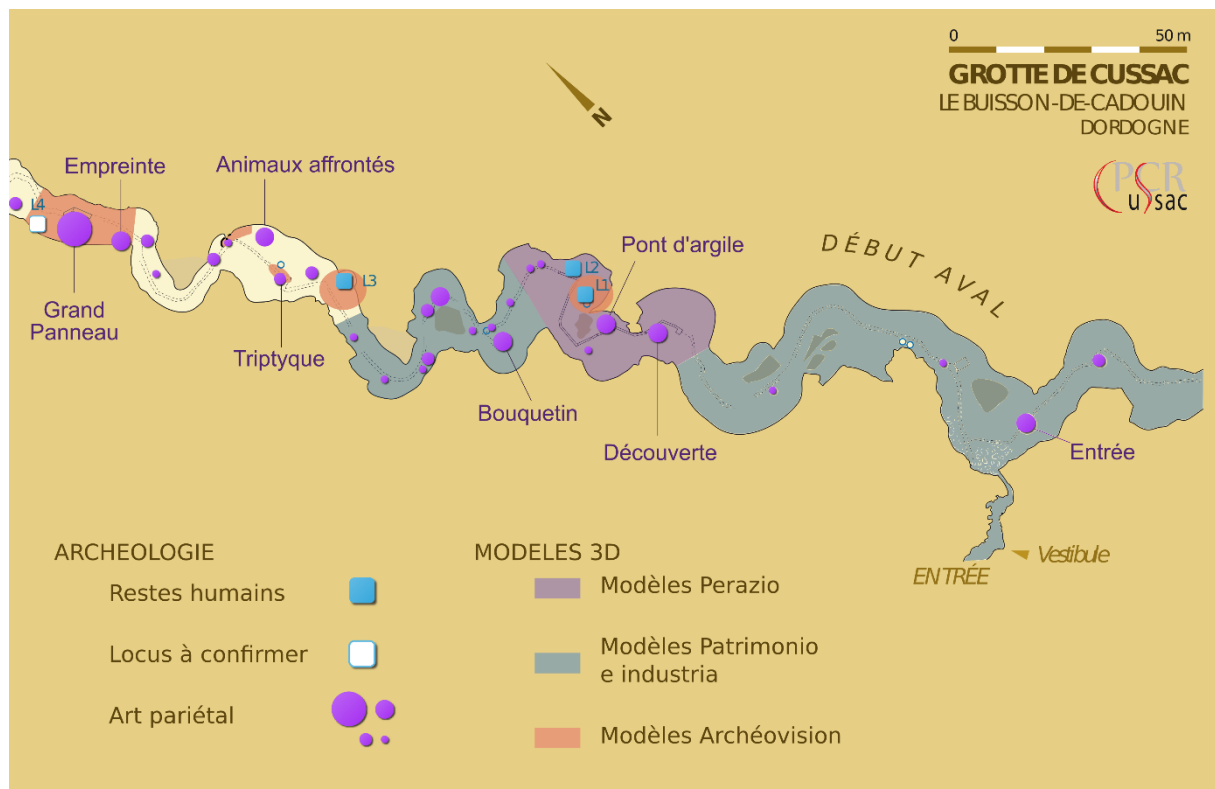 0 50 m
GROTTE DE CUSSAC
LE BUISSON-DE-CADOUIN
DORDOGNE
N
PCR
Cussac
Empreinte
Animaux affrontés
L4
Pont d'argile
DÉBUT AVAL
L2
L3
L1
Grand
Panneau
Triptyque
Bouquetin
Découverte
Entrée
Vestibule
ENTRÉE
ARCHEOLOGIE
Restes humains
Locus à confirmer
Art pariétal
MODELES 3D
Modèles Perazio
Modèles Patrimonio
e industria
Modèles Archéovision